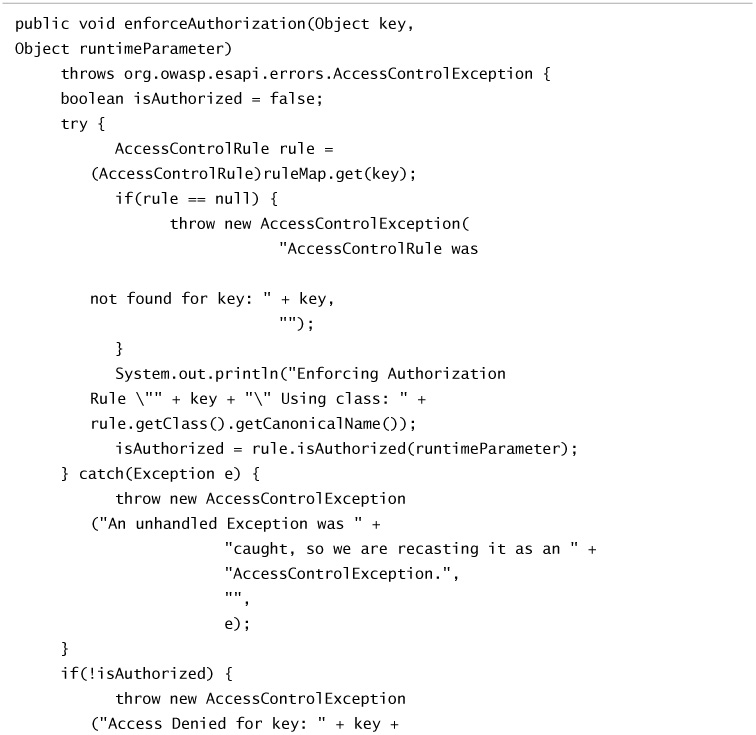 public void enforceAuthorization(Object key,
Object runtimeParameter)
throws org.owasp.esapi.errors.AccessControlException {
boolean isAuthorized = false;
try {
AccessControlRule rule =
(AccessControlRule)ruleMap.get(key);
if(rule == null) {
throw new AccessControlException(
"AccessControlRule was
not found for key: " + key,
"");
}
System.out.println("Enforcing Authorization
Rule \"" + key + "\" Using class: " +
rule.getClass().getCanonicalName());
isAuthorized = rule.isAuthorized(runtimeParameter);
} catch(Exception e) {
throw new AccessControlException
("An unhandled Exception was " +
"caught, so we are recasting it as an " +
"AccessControlException.",
"",
e);
}
if(!isAuthorized) {
throw new AccessControlException
("Access Denied for key: " + key +